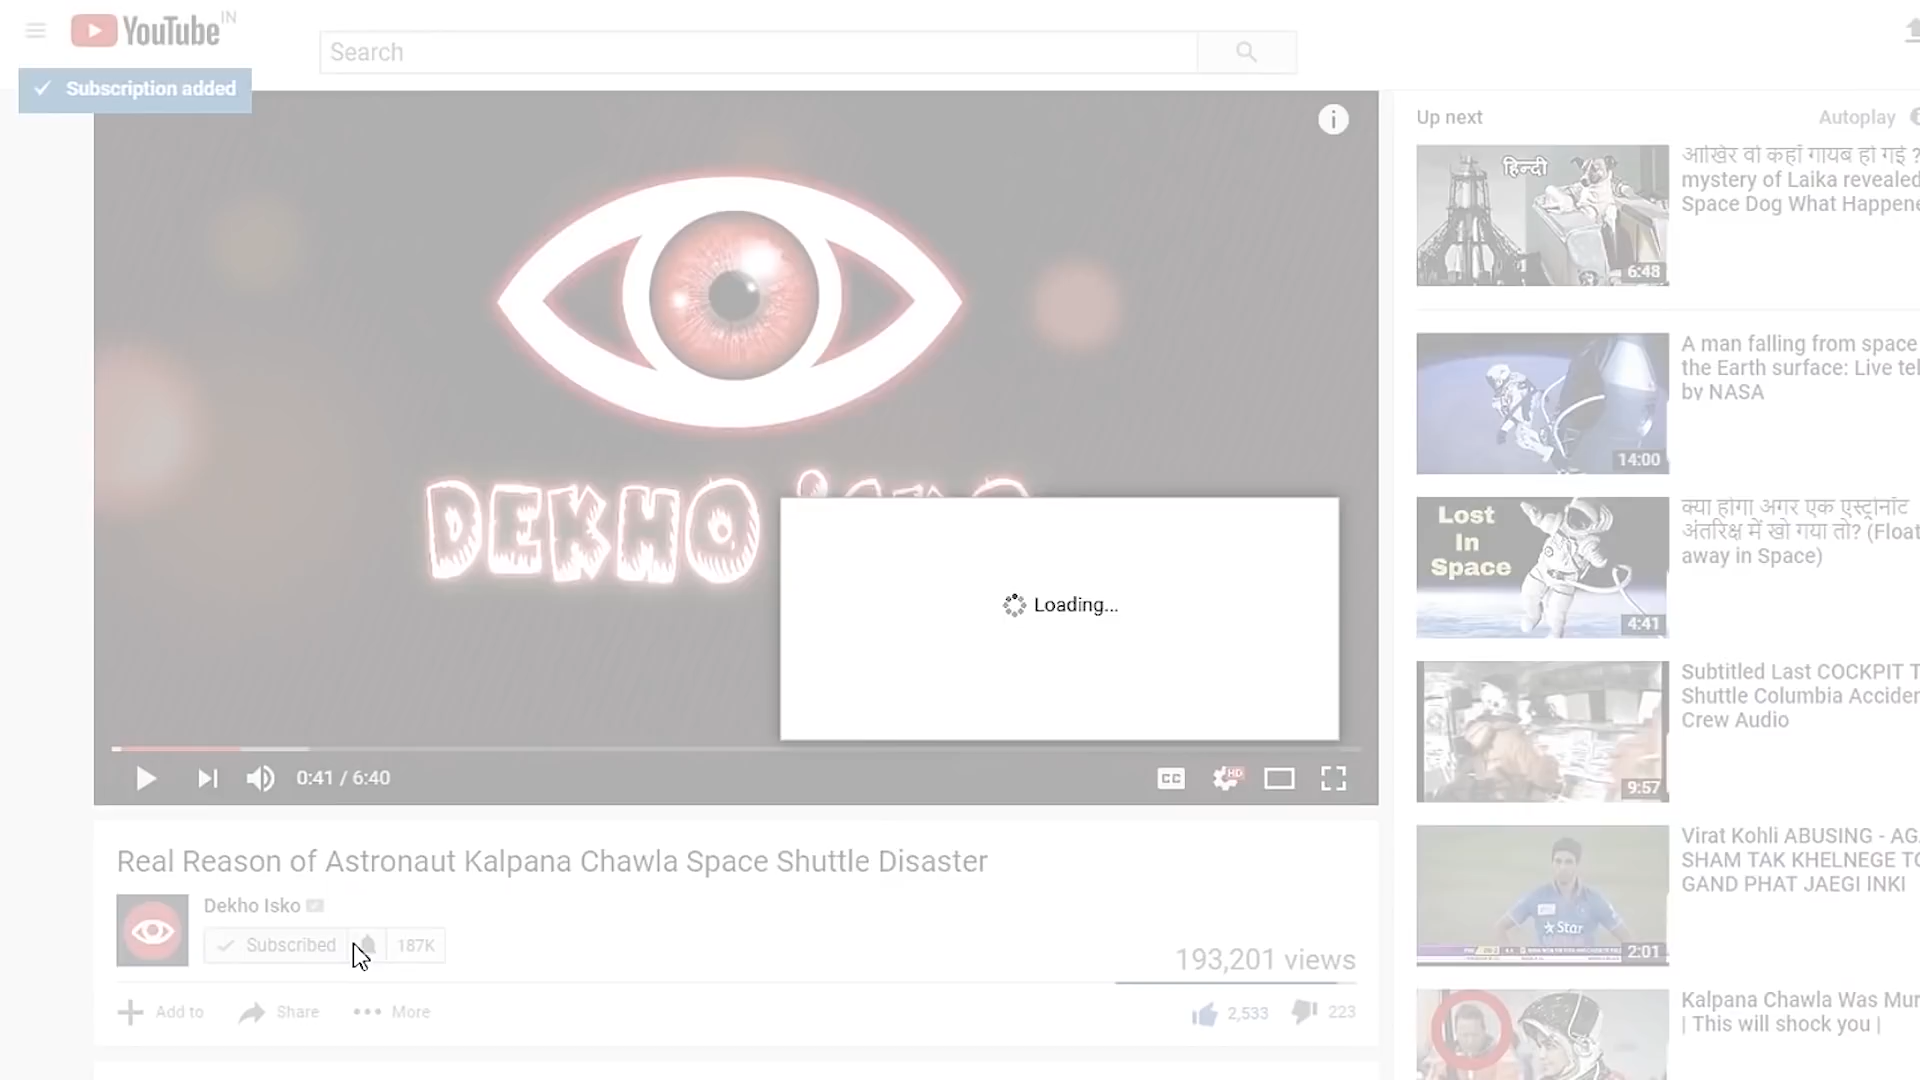 YouTube IN
Search
Subscription added
Up next
Autoplay
DEKHO
Loading...
0:41 / 6:40
CC
HD
Real Reason of Astronaut Kalpana Chawla Space Shuttle Disaster
Dekho Isko
Subscribed
187K
193,201 views
Add to
Share
More
2,533
223
हिन्दी
6:48
आखिर वो कहाँ गायब हो गई ?
mystery of Laika revealed
Space Dog What Happene
14:00
A man falling from space
the Earth surface: Live tel
by NASA
Lost
In
Space
4:41
क्या होगा अगर एक एस्ट्रोनॉट
अंतरिक्ष में खो गया तो? (Float
away in Space)
9:57
Subtitled Last COCKPIT T
Shuttle Columbia Acciden
Crew Audio
Star
2:01
Virat Kohli ABUSING - AG
SHAM TAK KHELNEGE TO
GAND PHAT JAEGI INKI
Kalpana Chawla Was Mur
| This will shock you |